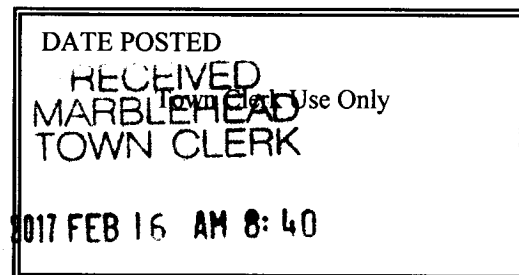 DATE POSTED
RECEIVED
Town Clerk Use Only
MARBLEHEAD
TOWN CLERK
2017 FEB 16 AM 8:40